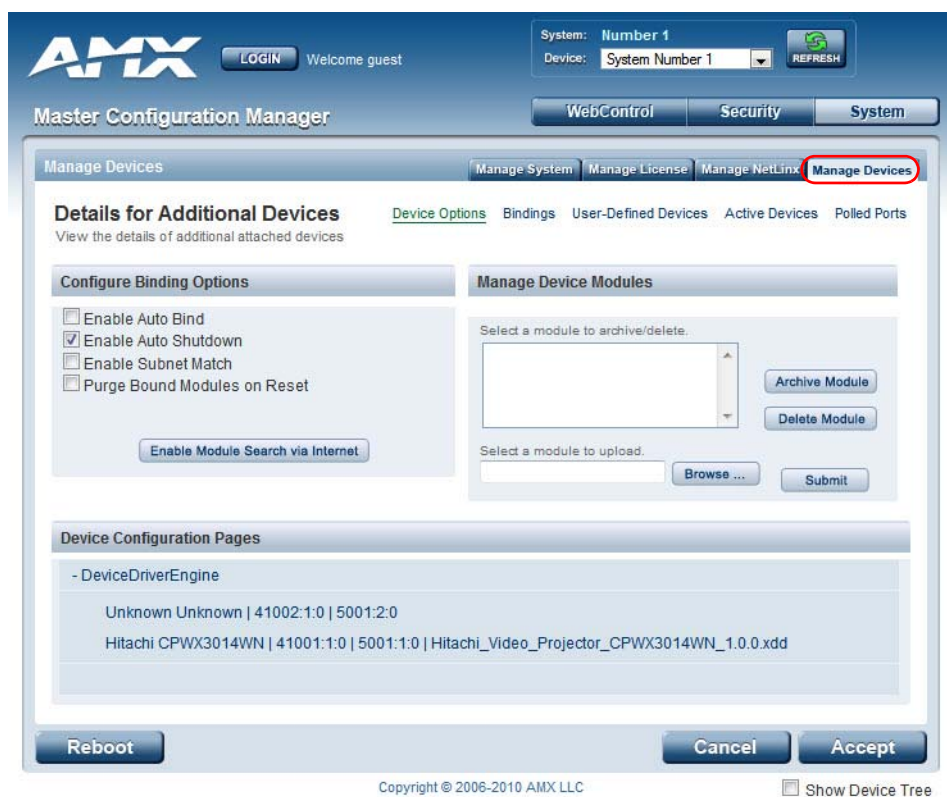 AMX LOGIN Welcome guest
System: Number 1
Device: System Number 1 REFRESH
Master Configuration Manager
WebControl Security System
Manage Devices
Manage System Manage License Manage NetLinx Manage Devices
Details for Additional Devices
View the details of additional attached devices
Device Options Bindings User-Defined Devices Active Devices Polled Ports
Configure Binding Options
Enable Auto Bind
Enable Auto Shutdown
Enable Subnet Match
Purge Bound Modules on Reset
Enable Module Search via Internet
Manage Device Modules
Select a module to archive/delete.
Archive Module
Delete Module
Select a module to upload.
Browse ...
Submit
Device Configuration Pages
- DeviceDriverEngine
Unknown Unknown | 41002:1:0 | 5001:2:0
Hitachi CPWX3014WN | 41001:1:0 | 5001:1:0 | Hitachi_Video_Projector_CPWX3014WN_1.0.0.xdd
Reboot Cancel Accept
Copyright © 2006-2010 AMX LLC
Show Device Tree